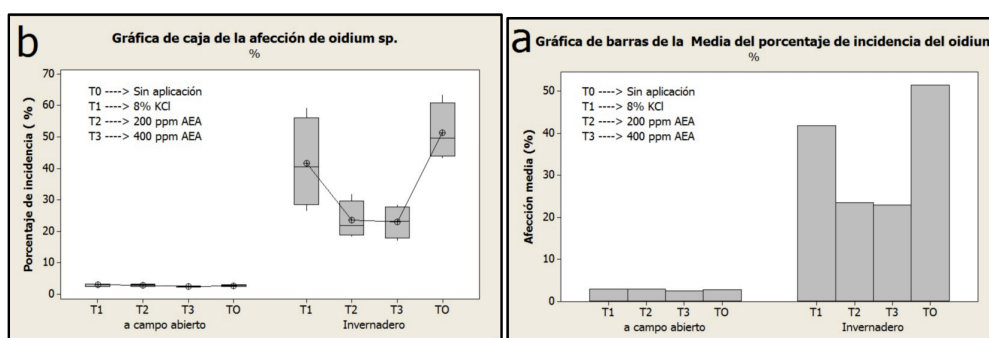 b
Gráfica de caja de la afección de oidium sp.
%
70
60
50
40
30
20
10
0
Porcentaje de incidencia ( % )
T0 ----> Sin aplicación
T1 ----> 8% KCl
T2 ----> 200 ppm AEA
T3 ----> 400 ppm AEA
T1 T2 T3 TO T1 T2 T3 TO
a campo abierto Invernadero
a
Gráfica de barras de la Media del porcentaje de incidencia del oidium
%
50
40
30
20
10
0
Afección media (%)
T0 ----> Sin aplicación
T1 ----> 8% KCl
T2 ----> 200 ppm AEA
T3 ----> 400 ppm AEA
T1 T2 T3 TO T1 T2 T3 TO
a campo abierto Invernadero